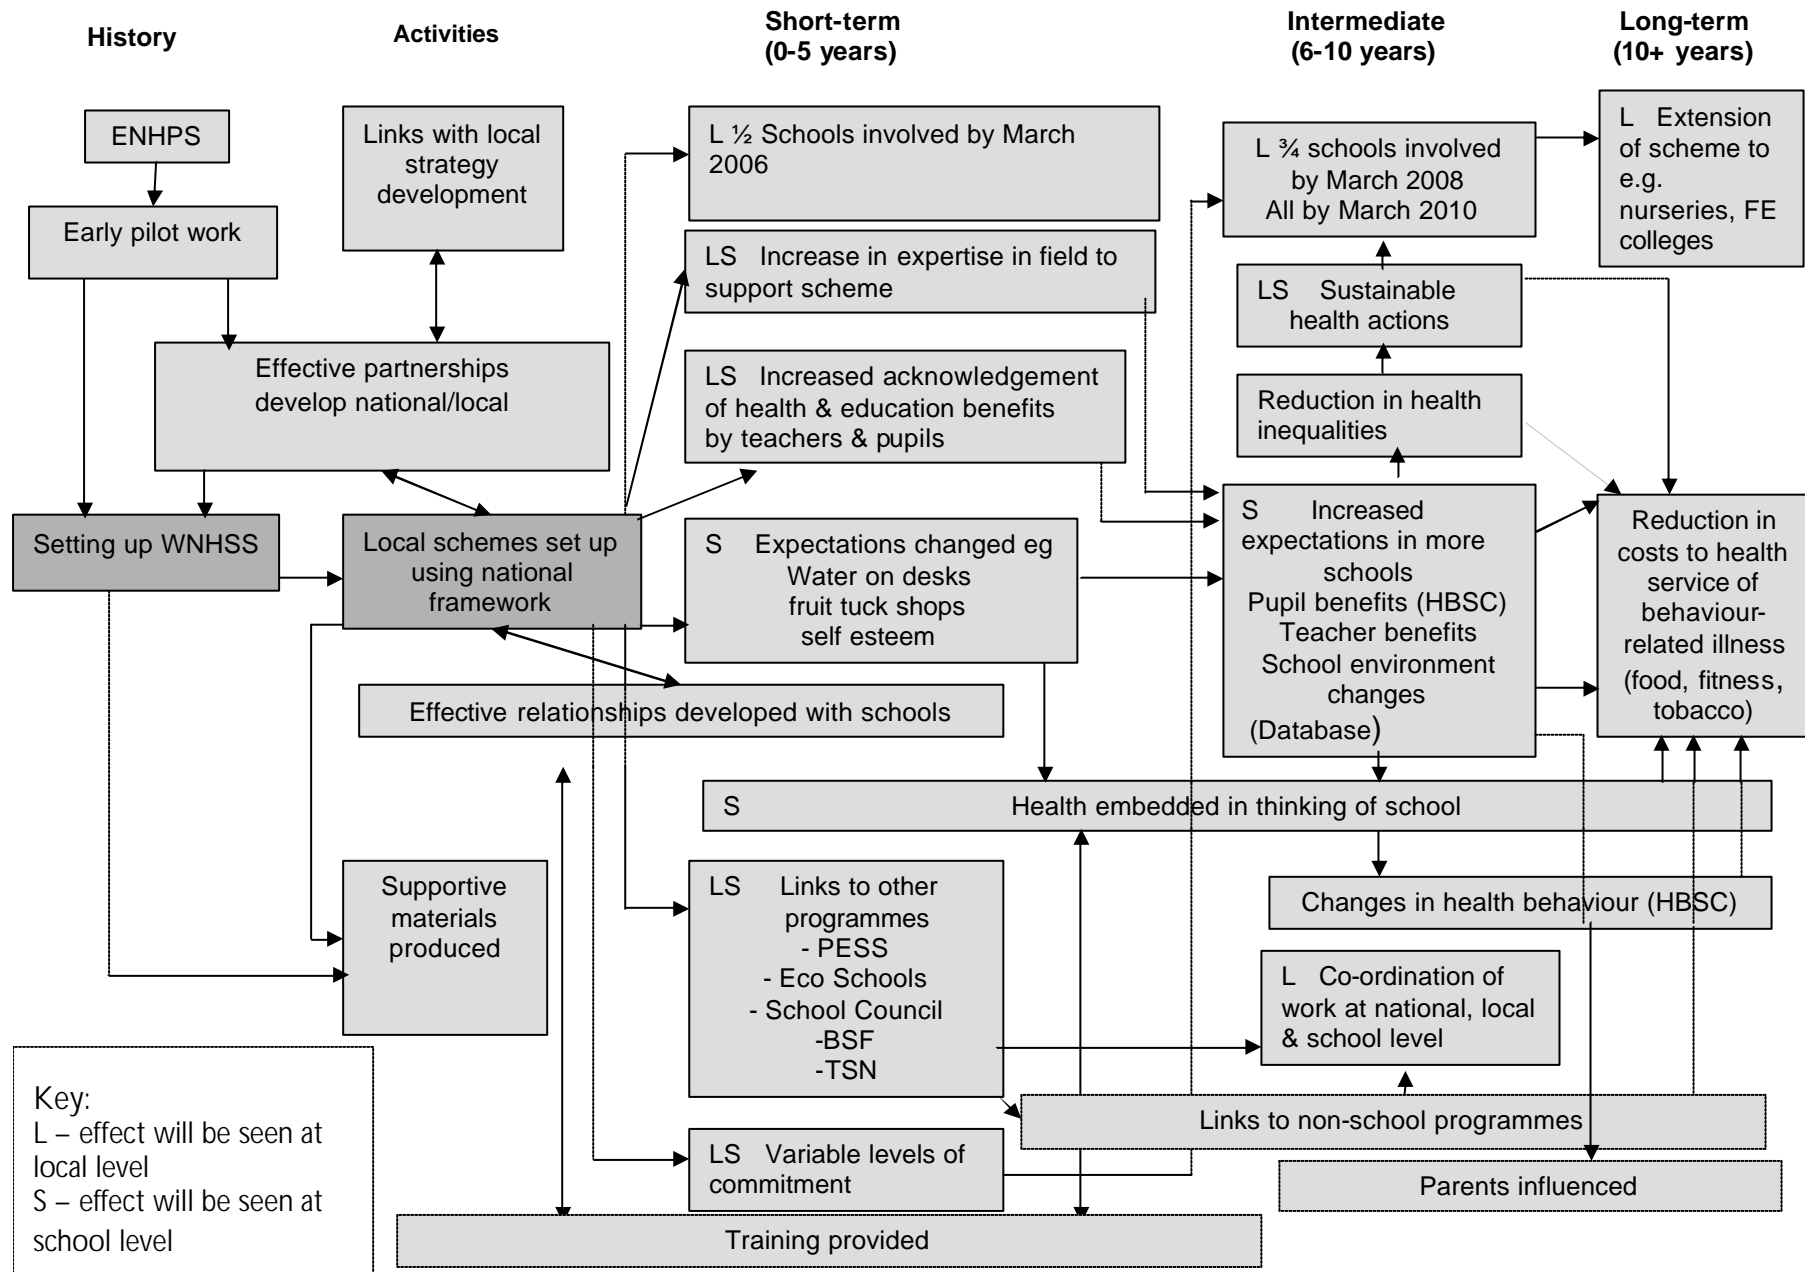 History
Activities
Short-term
(0-5 years)
Intermediate
(6-10 years)
Long-term
(10+ years)
ENHPS
Early pilot work
Links with local
strategy
development
Effective partnerships
develop national/local
Setting up WNHSS
Local schemes set up
using national
framework
Effective relationships developed with schools
Supportive
materials
produced
L ½ Schools involved by March
2006
LS Increase in expertise in field to
support scheme
LS Increased acknowledgement
of health & education benefits
by teachers & pupils
S Expectations changed eg
Water on desks
fruit tuck shops
self esteem
S Health embedded in thinking of school
LS Links to other
programmes
- PESS
- Eco Schools
- School Council
-BSF
-TSN
LS Variable levels of
commitment
Training provided
L ¾ schools involved
by March 2008
All by March 2010
LS Sustainable
health actions
Reduction in health
inequalities
S Increased
expectations in more
schools
Pupil benefits (HBSC)
Teacher benefits
School environment
changes
(Database)
Changes in health behaviour (HBSC)
L Co-ordination of
work at national, local
& school level
Links to non-school programmes
Parents influenced
L Extension
of scheme to
e.g.
nurseries, FE
colleges
Reduction in
costs to health
service of
behaviour-
related illness
(food, fitness,
tobacco)
Key:
L – effect will be seen at
local level
S – effect will be seen at
school level